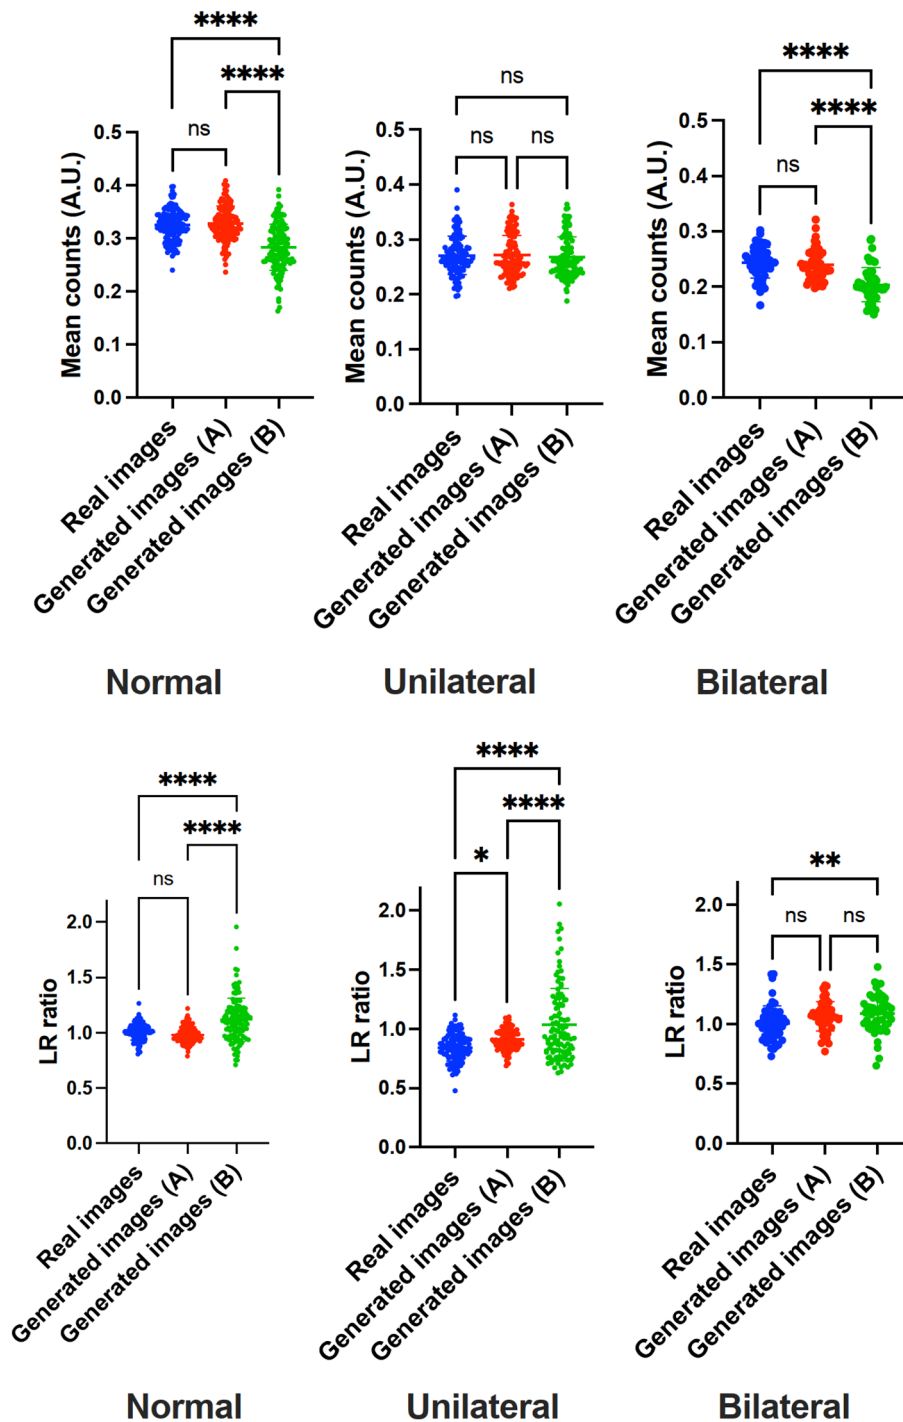 ****
****
ns
Mean counts (A.U.)
0.5
0.4
0.3
0.2
0.1
0.0
Real images
Generated images (A)
Generated images (B)
Normal
ns
ns
ns
Mean counts (A.U.)
0.5
0.4
0.3
0.2
0.1
0.0
Real images
Generated images (A)
Generated images (B)
Unilateral
****
****
ns
Mean counts (A.U.)
0.5
0.4
0.3
0.2
0.1
0.0
Real images
Generated images (A)
Generated images (B)
Bilateral
****
****
ns
LR ratio
2.0
1.5
1.0
0.5
0.0
Real images
Generated images (A)
Generated images (B)
Normal
****
****
*
LR ratio
2.0
1.5
1.0
0.5
0.0
Real images
Generated images (A)
Generated images (B)
Unilateral
**
ns
ns
LR ratio
2.0
1.5
1.0
0.5
0.0
Real images
Generated images (A)
Generated images (B)
Bilateral